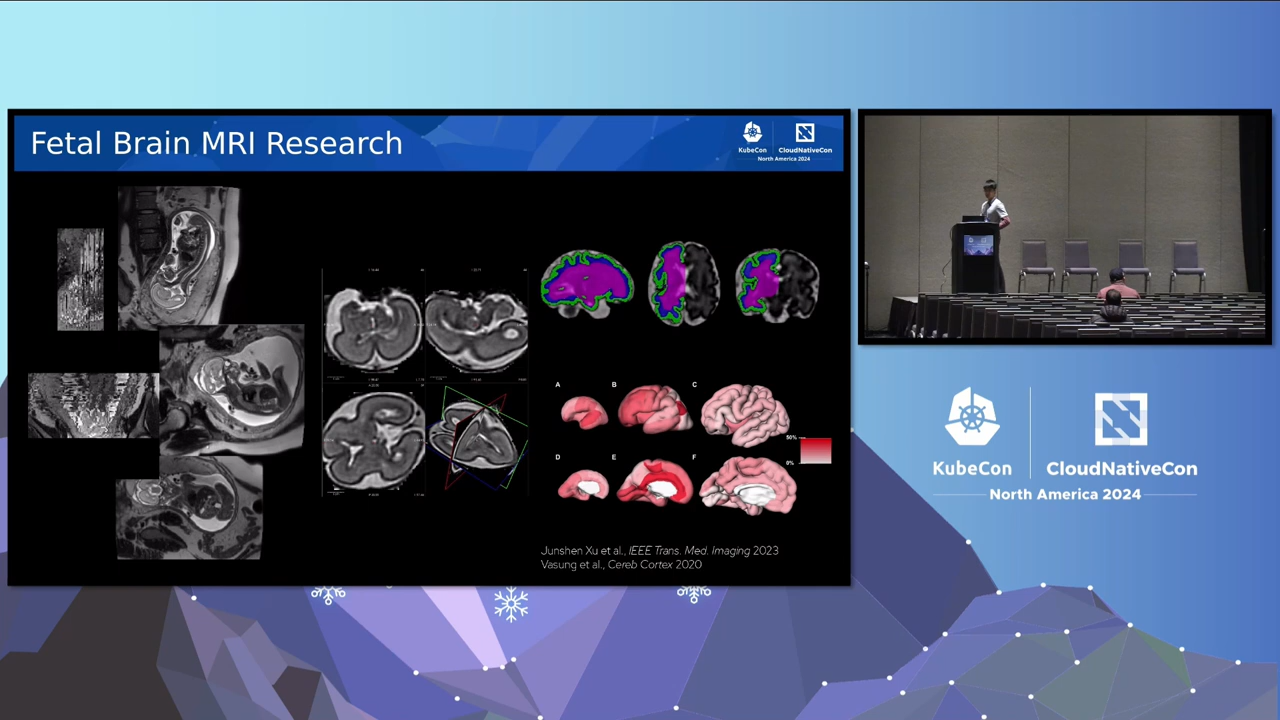 Fetal Brain MRI Research
KubeCon
CloudNativeCon
North America 2024
A
B
C
50%
0%
D
E
F
Junshen Xu et al., IEEE Trans. Med. Imaging 2023
Vasung et al., Cereb Cortex 2020
KubeCon
CloudNativeCon
North America 2024